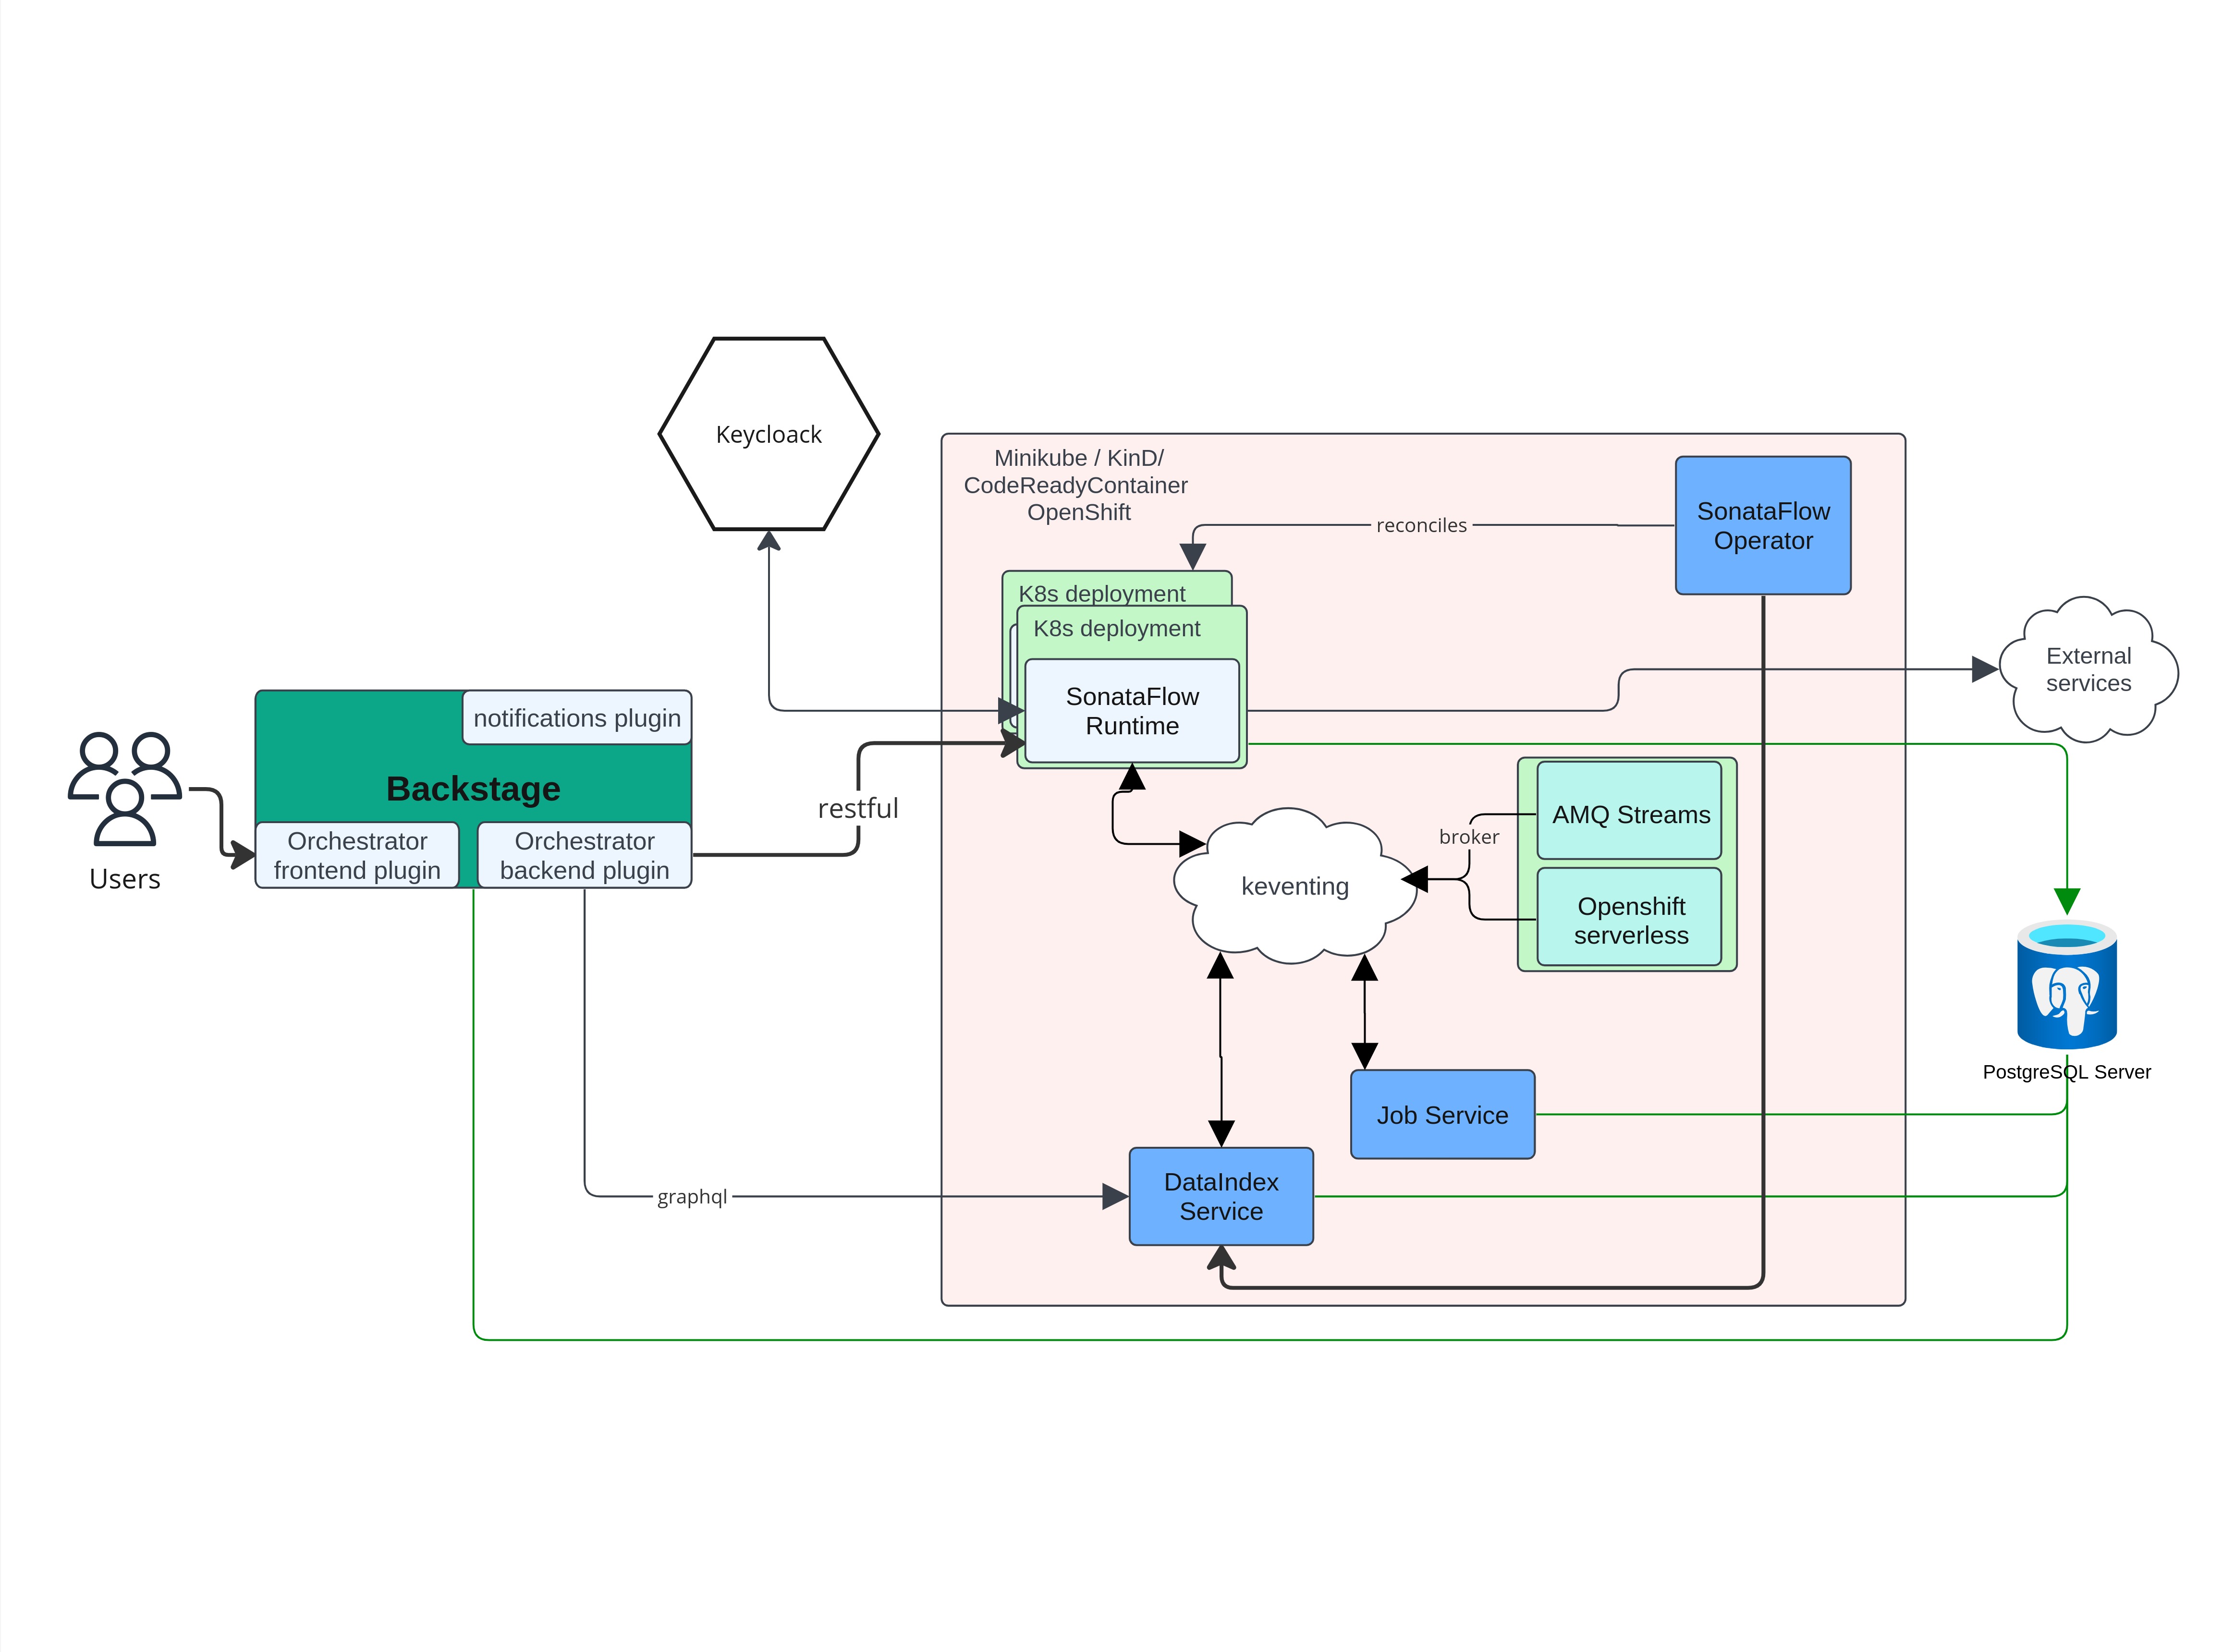 Keycloack
Minikube / KinD/
CodeReadyContainer
OpenShift
reconciles
SonataFlow
Operator
K8s deployment
K8s deployment
SonataFlow
Runtime
External
services
notifications plugin
Backstage
Orchestrator
frontend plugin
Orchestrator
backend plugin
Users
restful
keventing
broker
AMQ Streams
Openshift
serverless
PostgreSQL Server
Job Service
DataIndex
Service
graphql